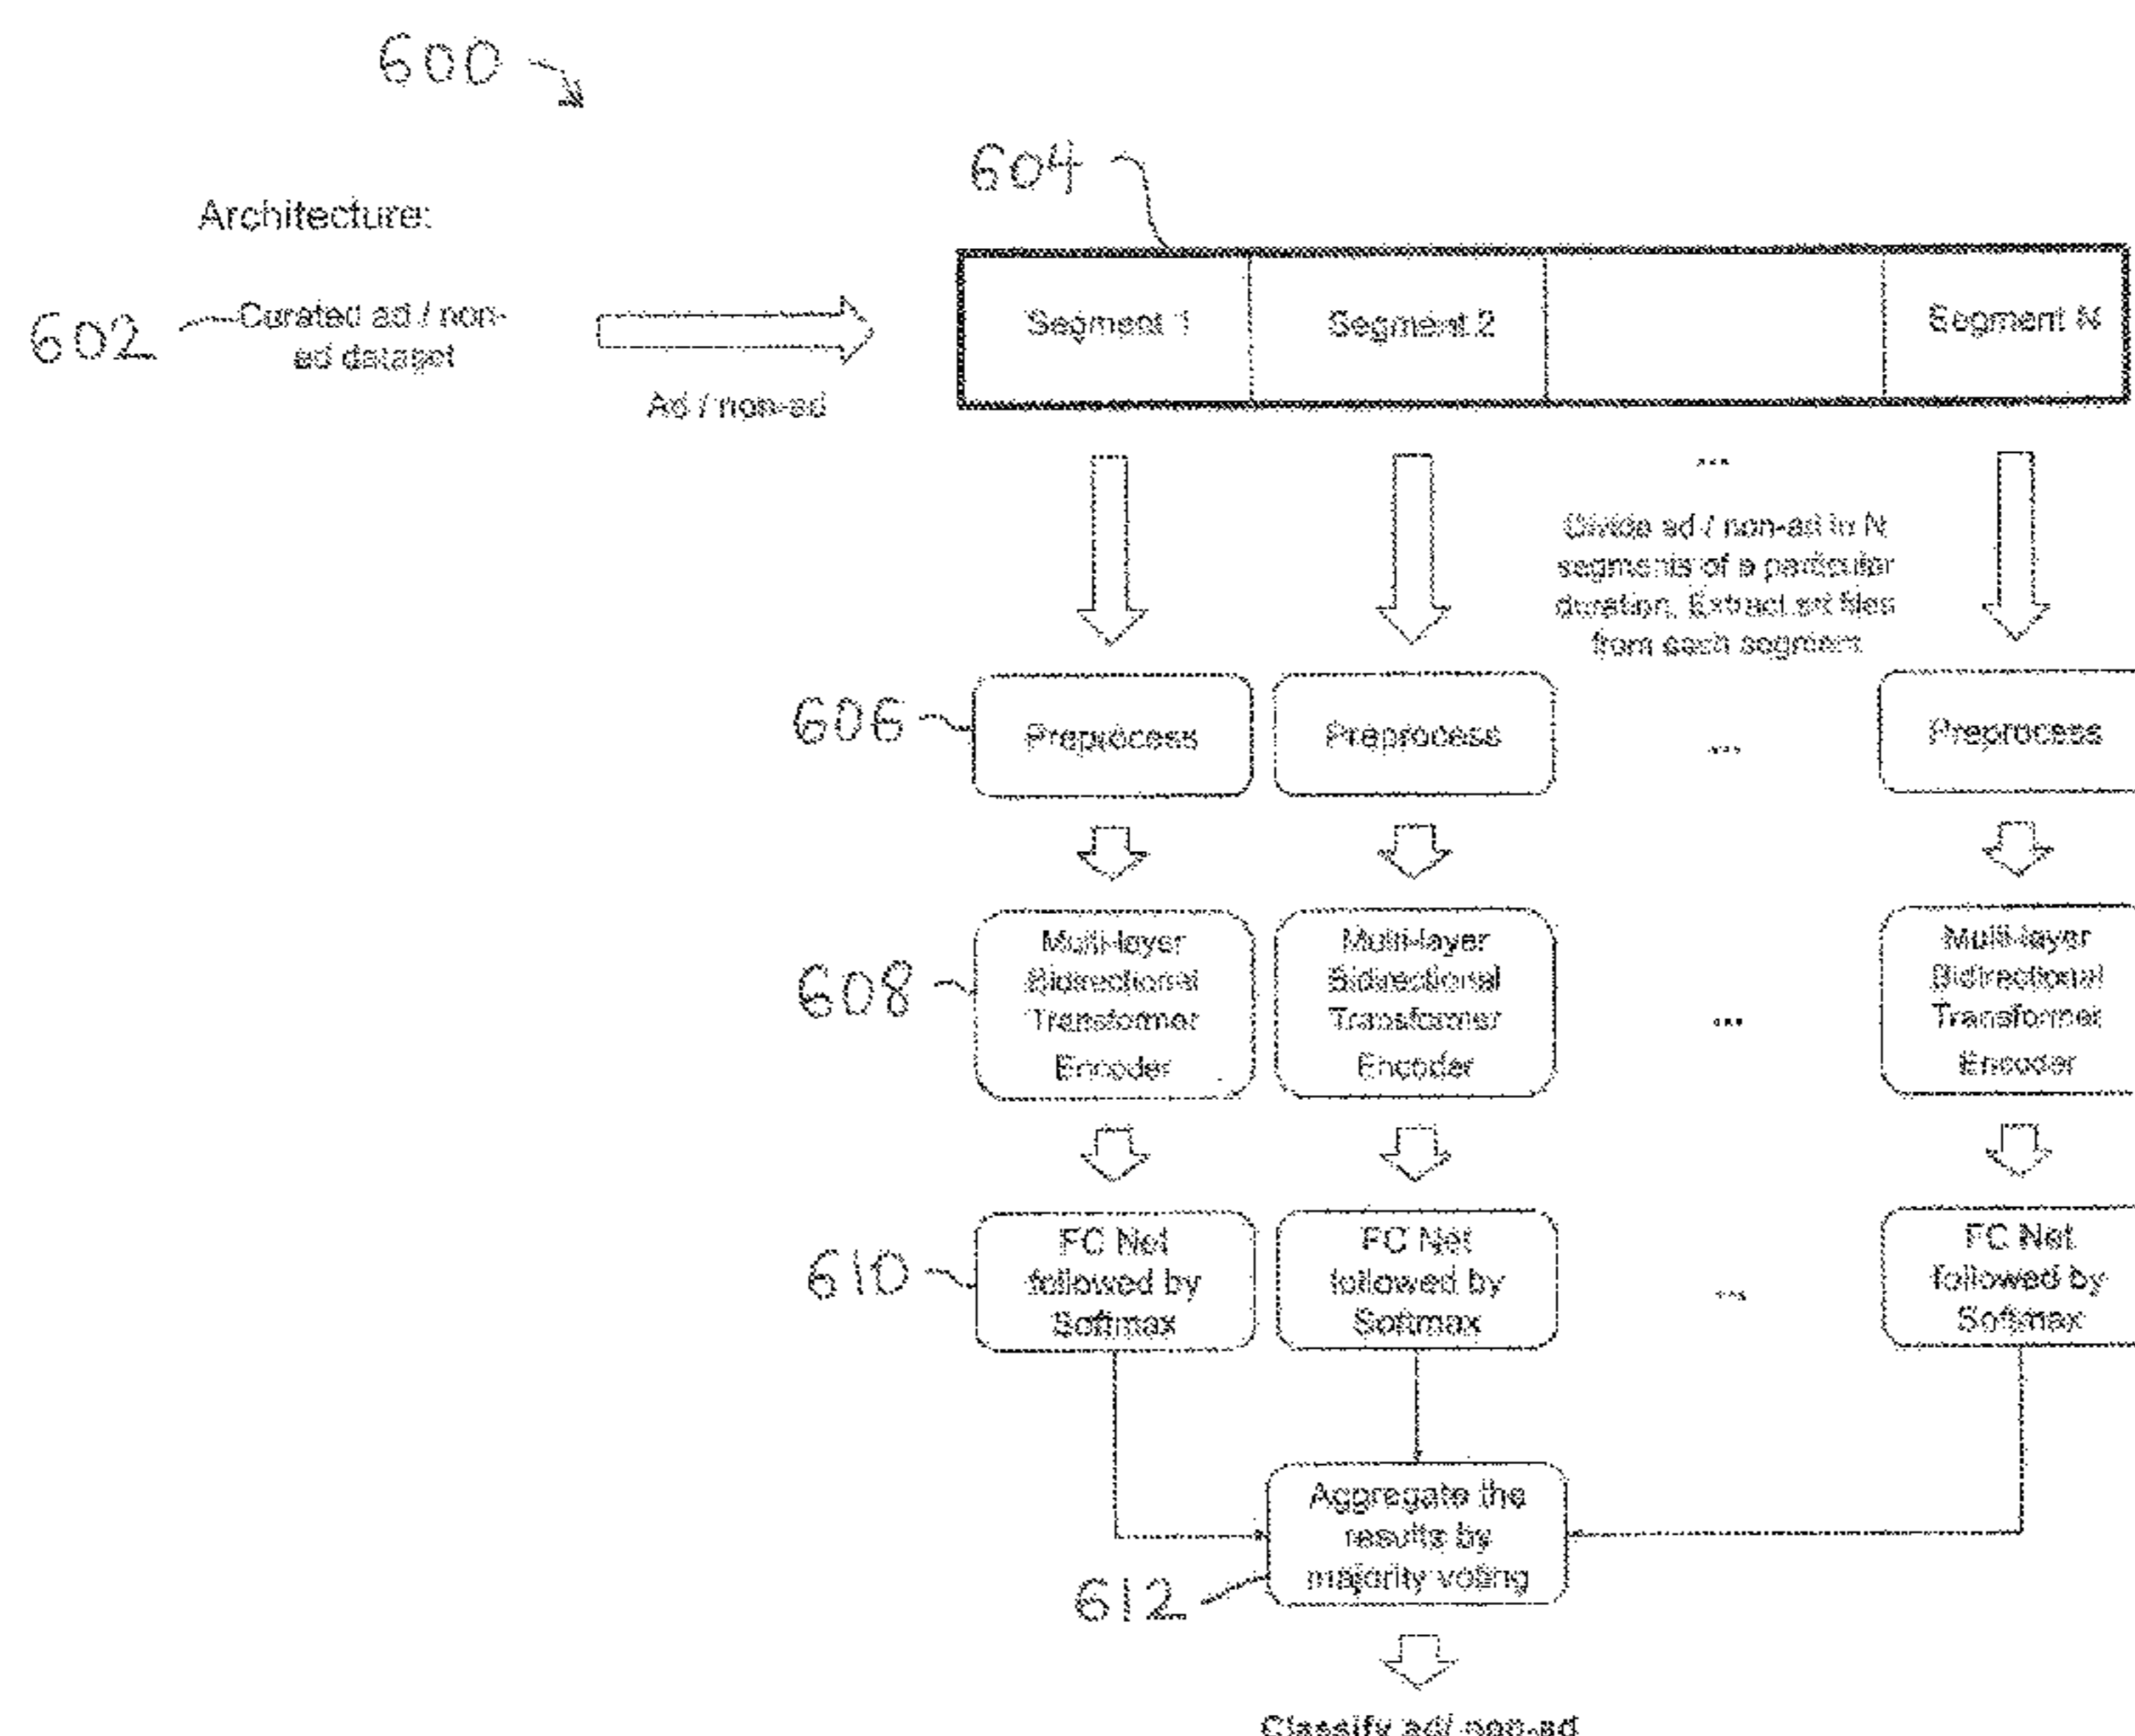 600
604
Architecture:
602
Curated ad / non-
ad dataset
Ad / non-ad
Segment 1
Segment 2
Segment N
...
Divide ad / non-ad in N
segments of a particular
duration. Extract srt files
from each segment
606
Preprocess
Preprocess
...
Preprocess
608
Multi-layer
Bidirectional
Transformer
Encoder
Multi-layer
Bidirectional
Transformer
Encoder
...
Multi-layer
Bidirectional
Transformer
Encoder
610
FC Net
followed by
Softmax
FC Net
followed by
Softmax
...
FC Net
followed by
Softmax
Aggregate the
results by
majority voting
612
Classify ad/ non-ad